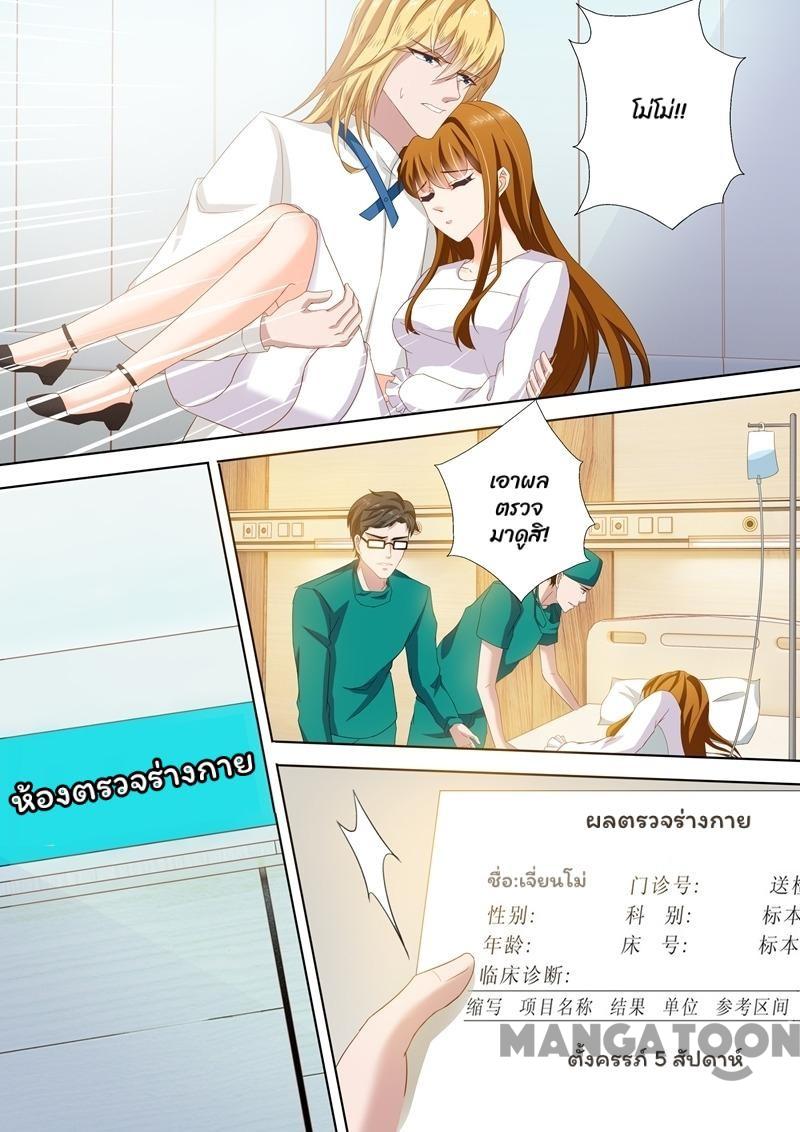 โม่โม่!!
เอาผล
ตรวจ
มาดูสิ!
ห้องตรวจร่างกาย
ผลตรวจร่างกาย
ชื่อ:เจี่ยนโม่ 门诊号: 送检
性别: 科 别: 标本
年龄: 床 号: 标本
临床诊断:
缩写 项目名称 结果 单位 参考区间
MANGATOON
ตั้งครรภ์ 5 สัปดาห์